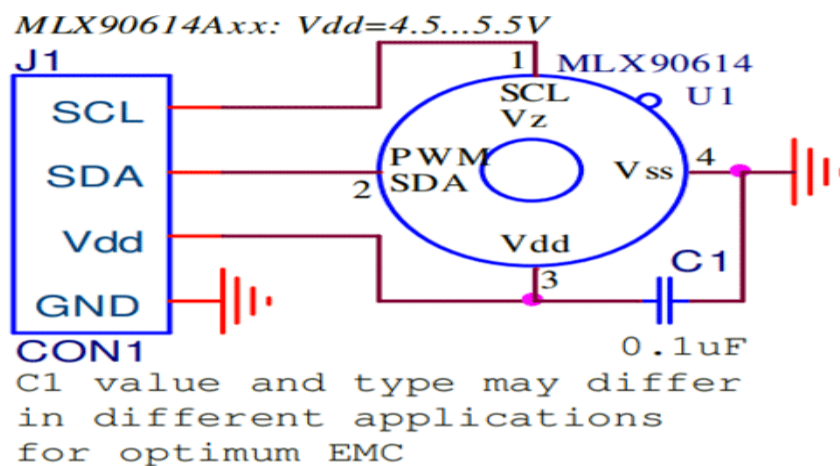 MLX90614Axx: Vdd=4.5...5.5V
J1
SCL
SDA
Vdd
GND
CON1
1
MLX90614
U1
SCL
Vz
PWM
SDA
2
Vss
4
Vdd
3
C1
0.1uF
C1 value and type may differ
in different applications
for optimum EMC